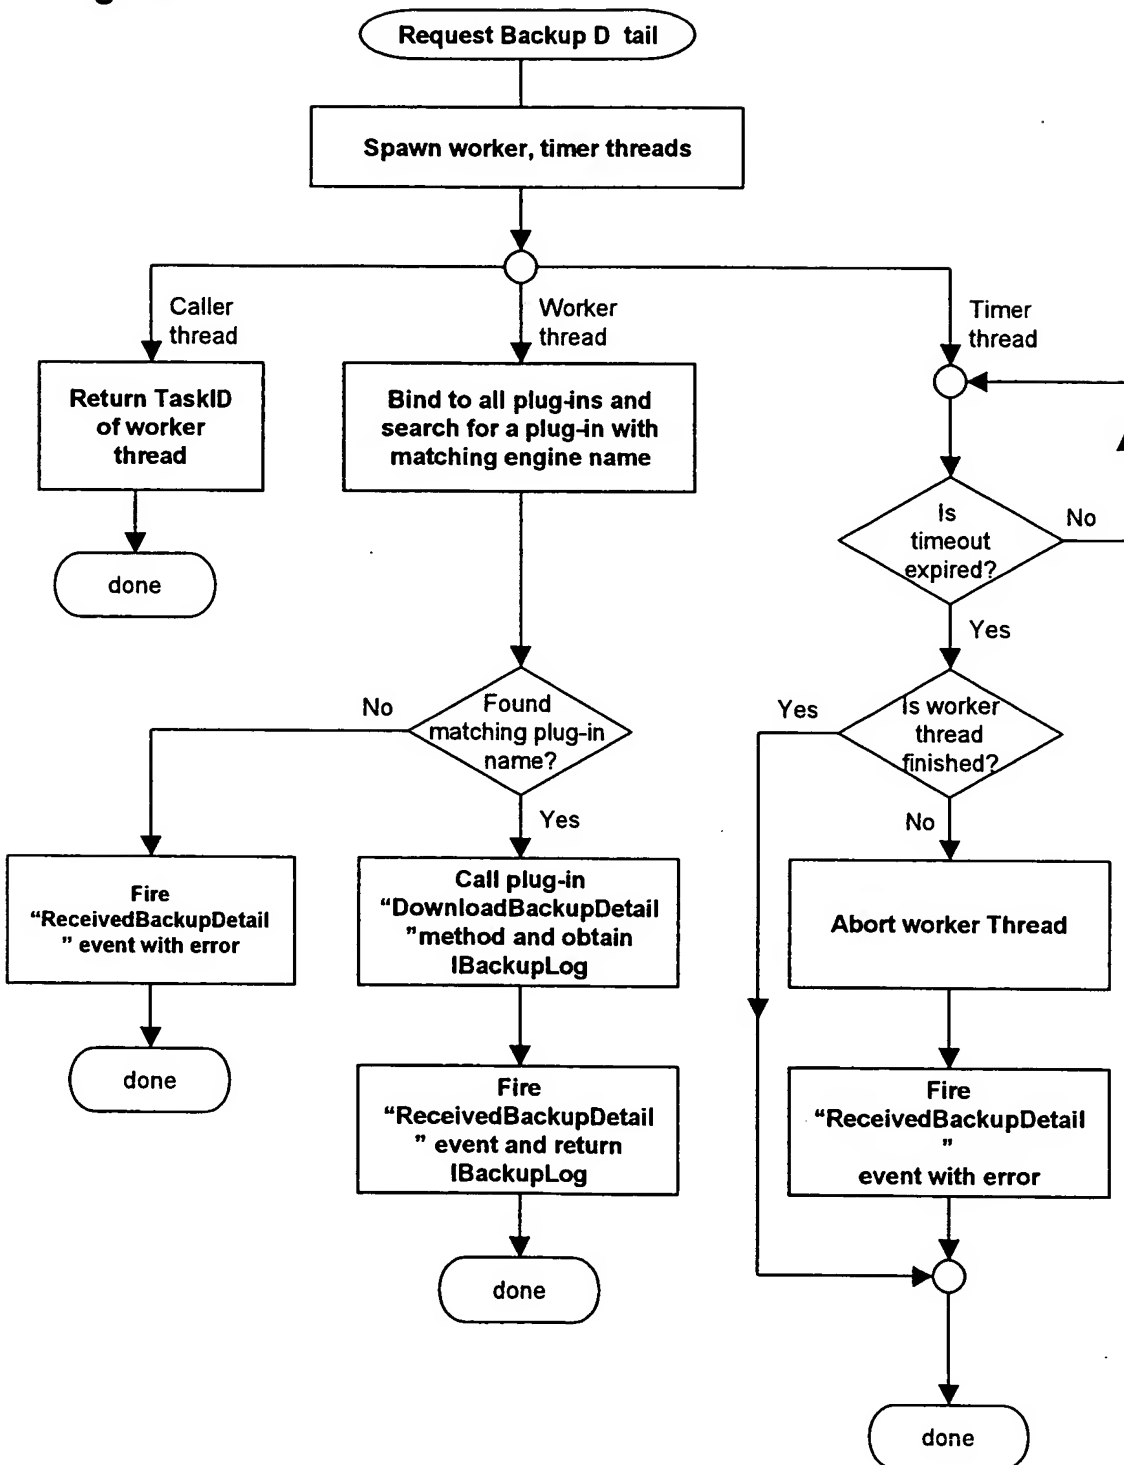 Request Backup D tail
Spawn worker, timer threads
Caller
thread
Worker
thread
Timer
thread
Return TaskID
of worker
thread
Bind to all plug-ins and
search for a plug-in with
matching engine name
done
Is
timeout
expired?
No
Yes
No
Found
matching plug-in
name?
Yes
Yes
Is worker
thread
finished?
No
Fire
“ReceivedBackupDetail
” event with error
Call plug-in
“DownloadBackupDetail
”method and obtain
IBackupLog
Abort worker Thread
done
Fire
“ReceivedBackupDetail
” event and return
IBackupLog
Fire
“ReceivedBackupDetail
”
event with error
done
done